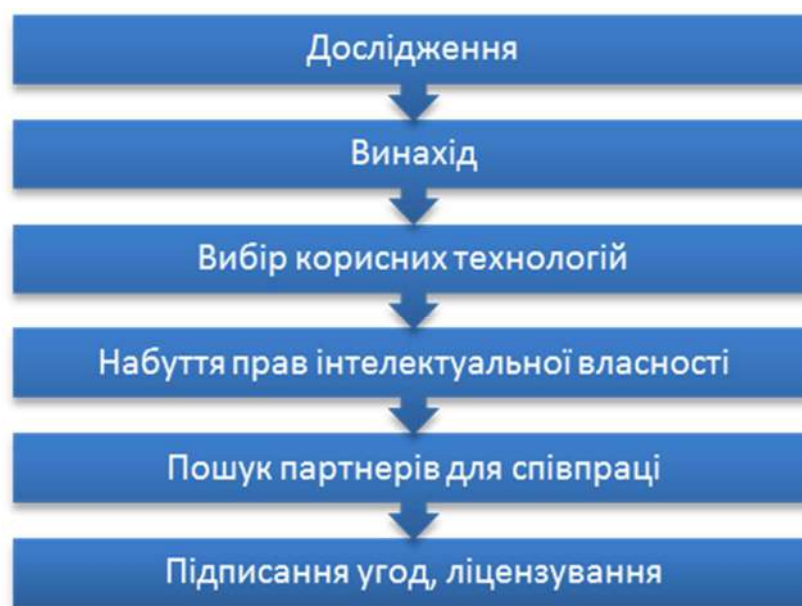 Дослідження
Винахід
Вибір корисних технологій
Набуття прав інтелектуальної власності
Пошук партнерів для співпраці
Підписання угод, ліцензування